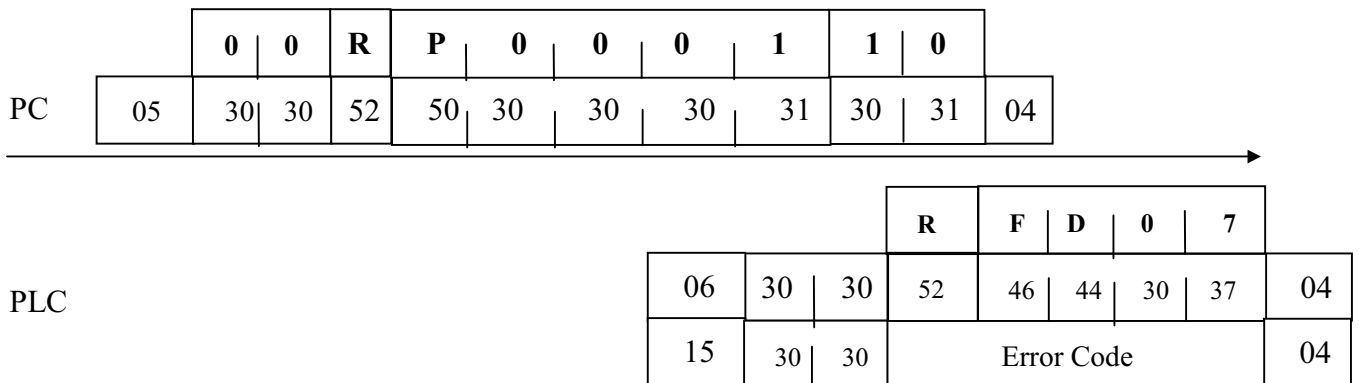 0 0 R P 0 0 0 1 1 0
PC 05 30 30 52 50 30 30 30 31 30 31 04
R F D 0 7
PLC 06 30 30 52 46 44 30 37 04
15 30 30 Error Code 04